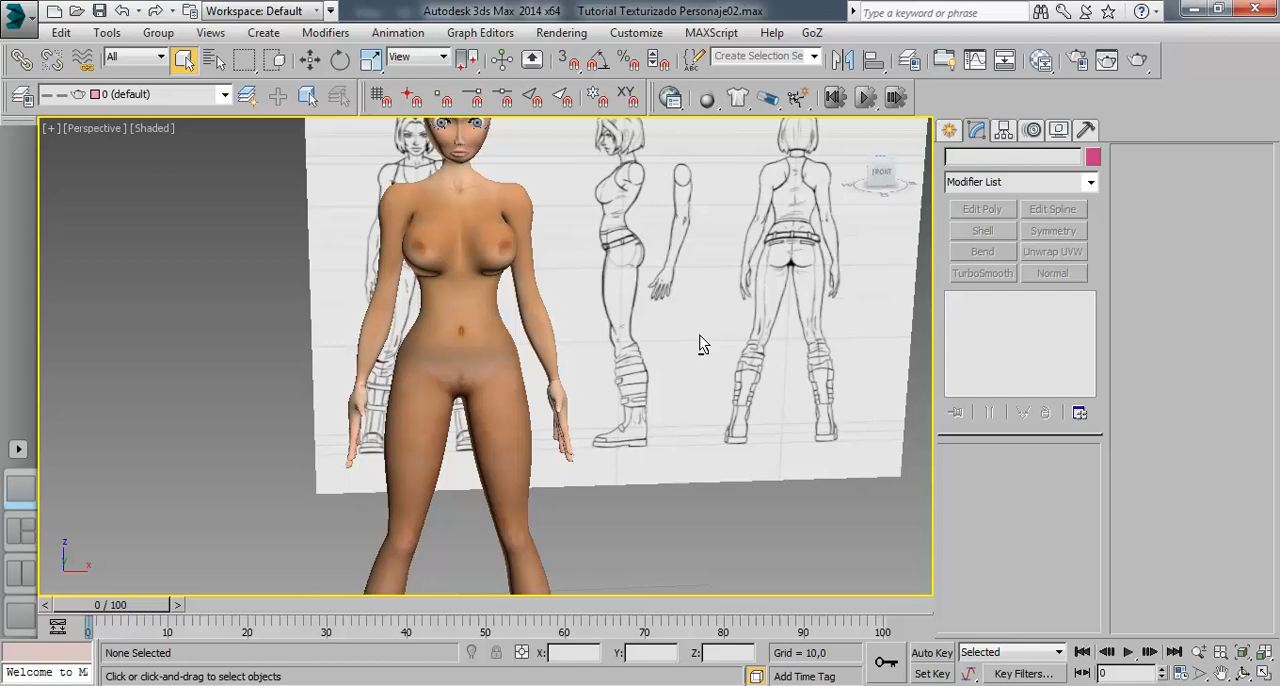 Workspace: Default
Autodesk 3ds Max 2014 x64
Tutorial Texturizado Personaje02.max
Type a keyword or phrase
Edit Tools Group Views Create Modifiers Animation Graph Editors Rendering Customize MAXScript Help GoZ
All
View
3
Create Selection Se
0 (default)
XY
[+] [Perspective] [Shaded]
FRONT
Modifier List
Edit Poly Edit Spline
Shell Symmetry
Bend Unwrap UVW
TurboSmooth Normal
z
x
< 0 / 100 >
0 10 20 30 40 50 60 70 80 90 100
None Selected X: Y: Z: Grid = 10,0 Auto Key Selected
Welcome to M
Click or click-and-drag to select objects Add Time Tag Set Key Key Filters... 0